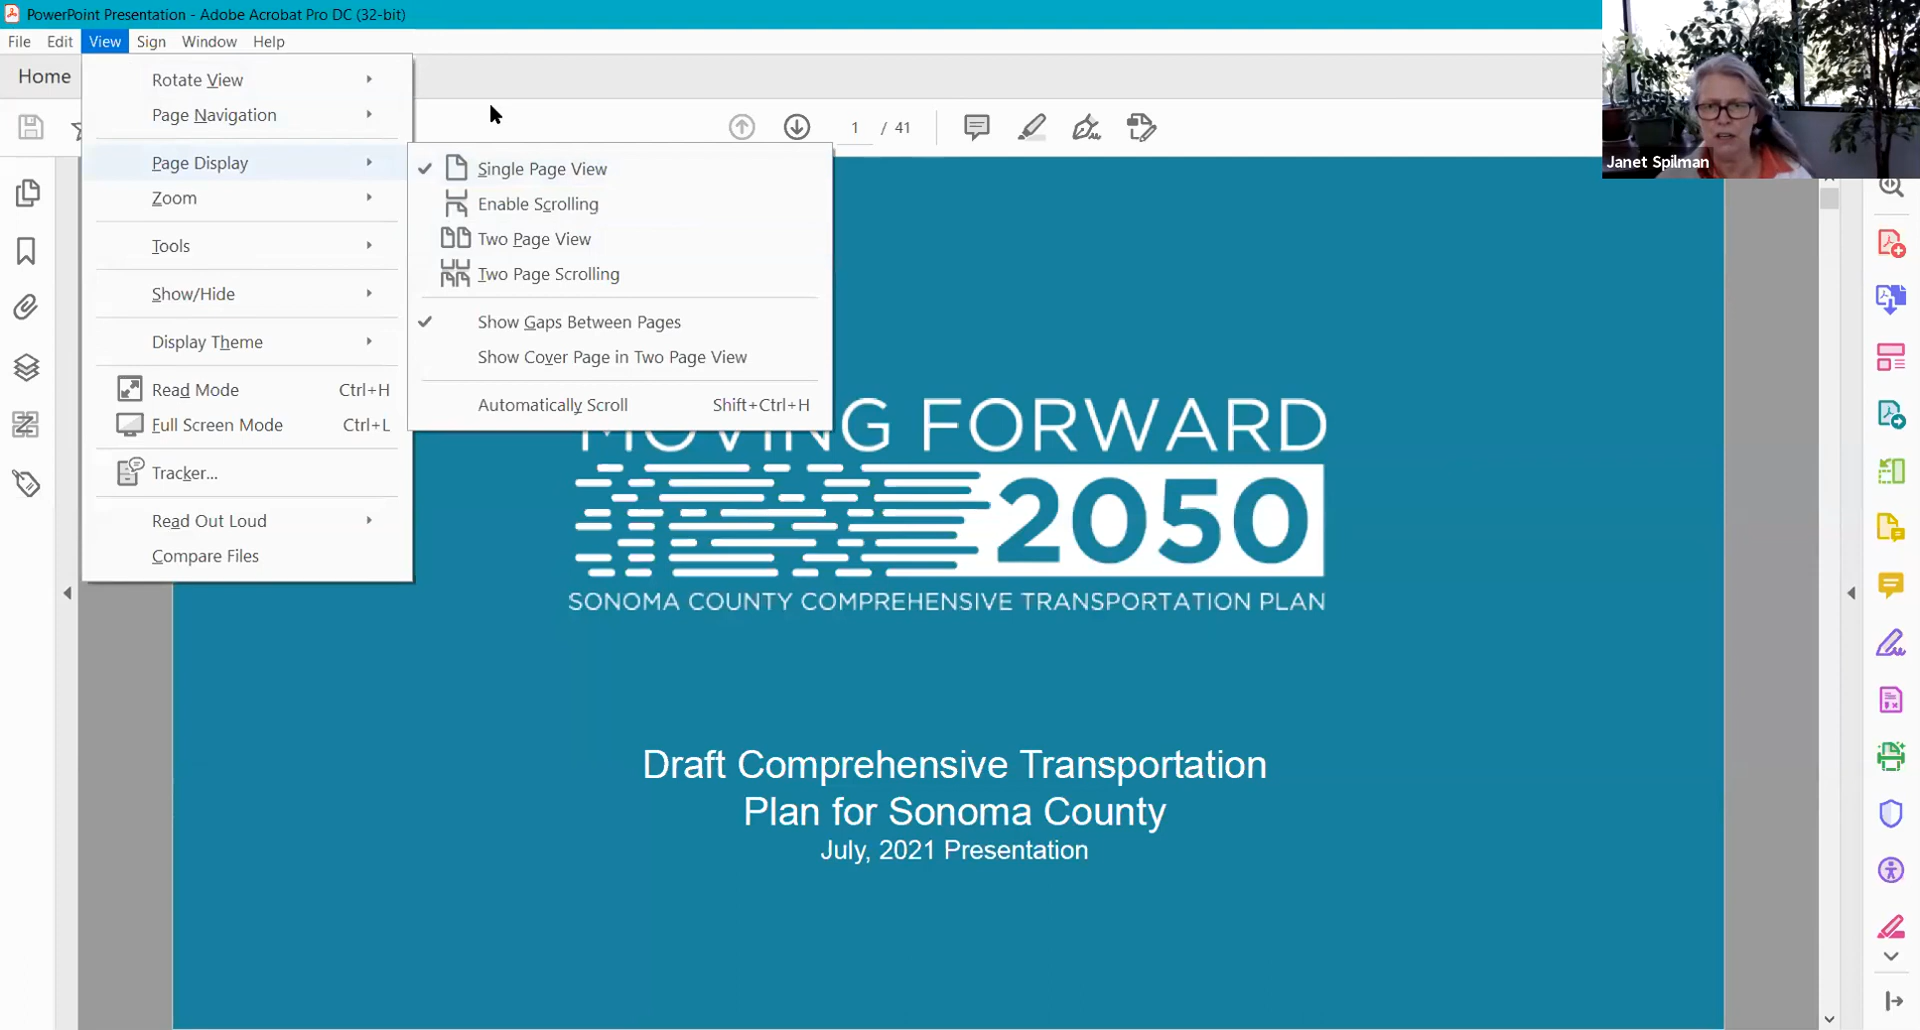 PowerPoint Presentation - Adobe Acrobat Pro DC (32-bit)
File Edit View Sign Window Help
Home
1 / 41
Janet Spilman
Rotate View
Page Navigation
Page Display
Zoom
Tools
Show/Hide
Display Theme
Read Mode Ctrl+H
Full Screen Mode Ctrl+L
Tracker...
Read Out Loud
Compare Files
Single Page View
Enable Scrolling
Two Page View
Two Page Scrolling
Show Gaps Between Pages
Show Cover Page in Two Page View
Automatically Scroll Shift+Ctrl+H
MOVING FORWARD
2050
SONOMA COUNTY COMPREHENSIVE TRANSPORTATION PLAN
Draft Comprehensive Transportation
Plan for Sonoma County
July, 2021 Presentation